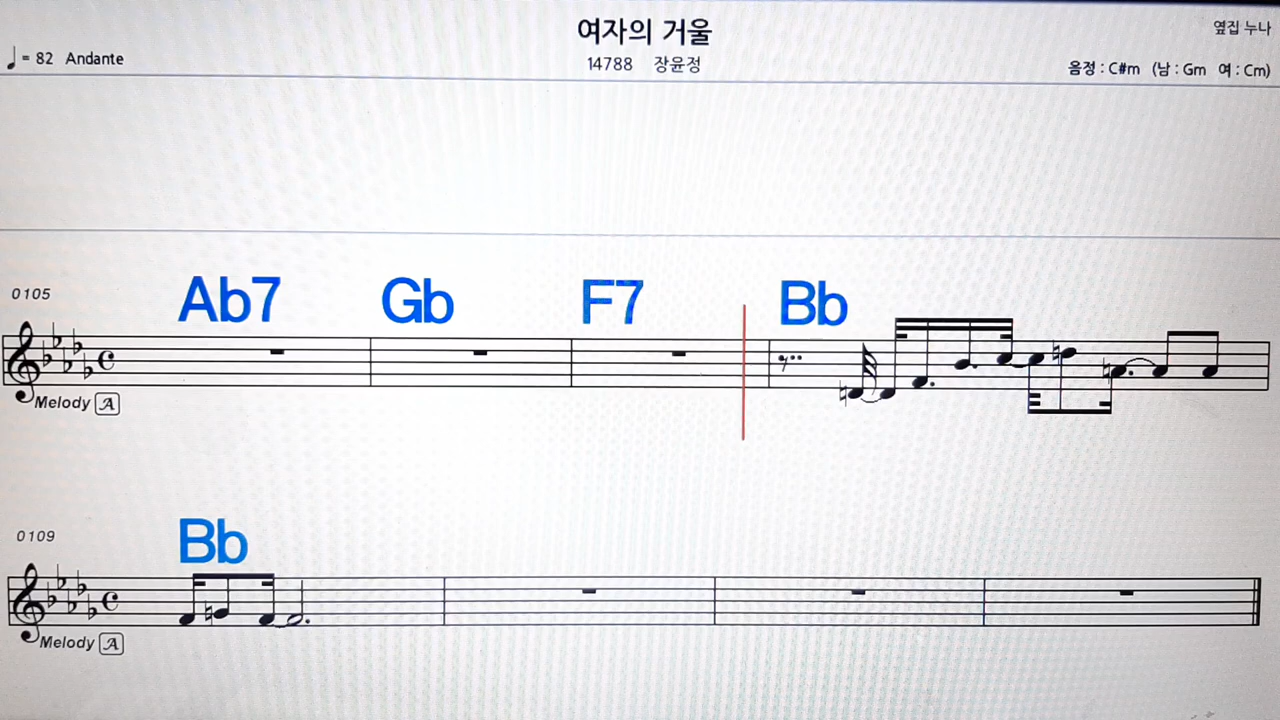 여자의 거울
옆집 누나
♩= 82 Andante
14788 장윤정
음정 : C#m (남 : Gm 여 : Cm)
0105
Ab7 Gb F7 Bb
Melody A
0109
Bb
Melody A